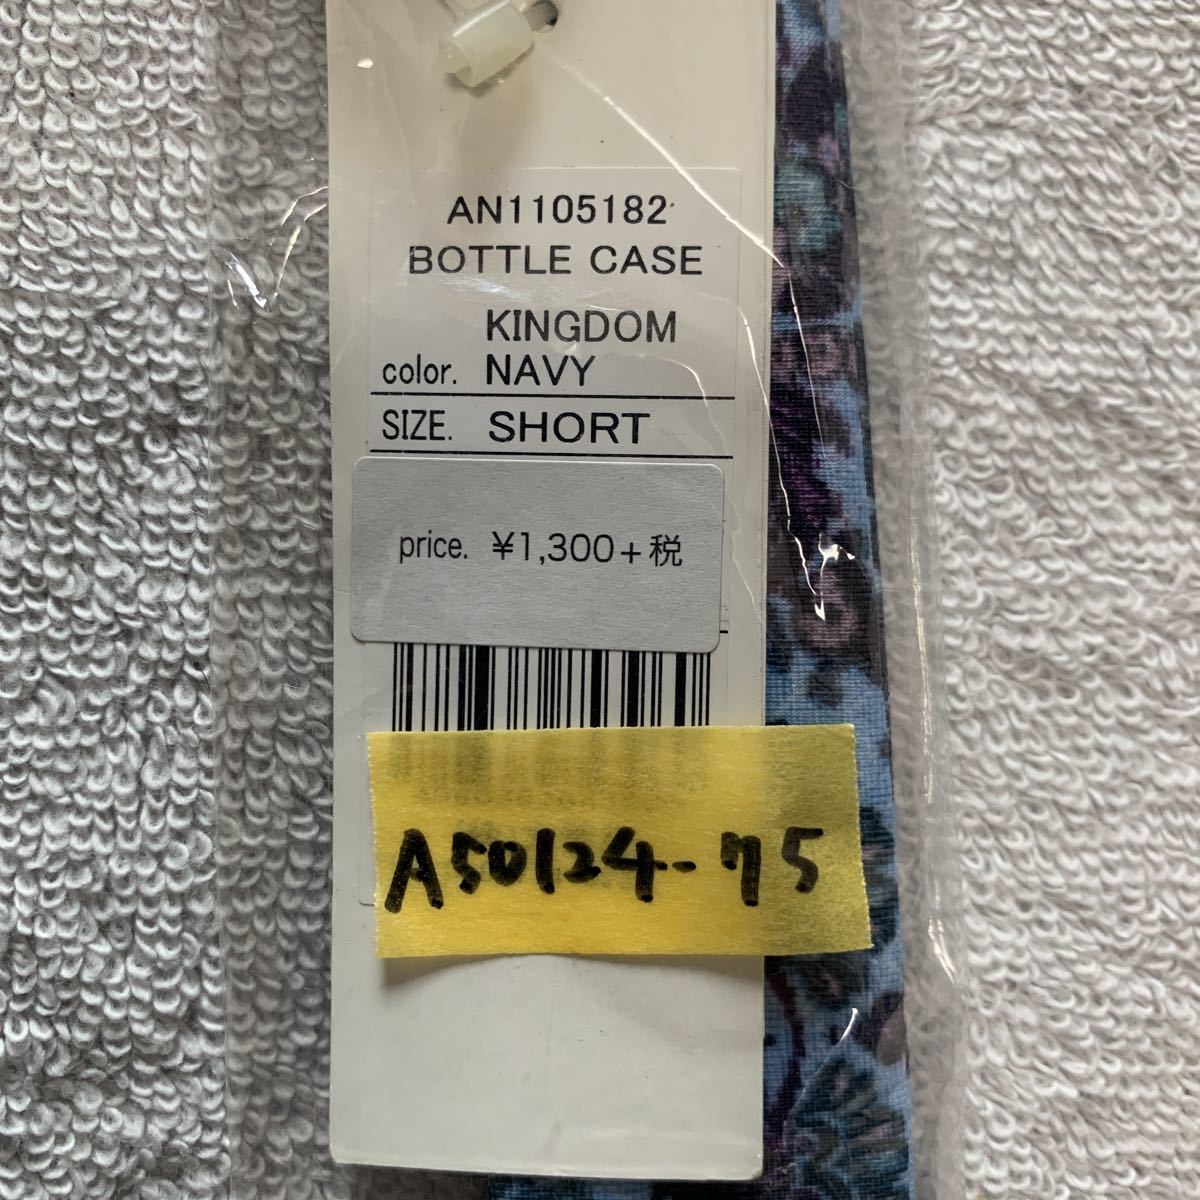 AN1105182
BOTTLE CASE
KINGDOM
color. NAVY
SIZE. SHORT
price. ¥1,300+税
A50124-75